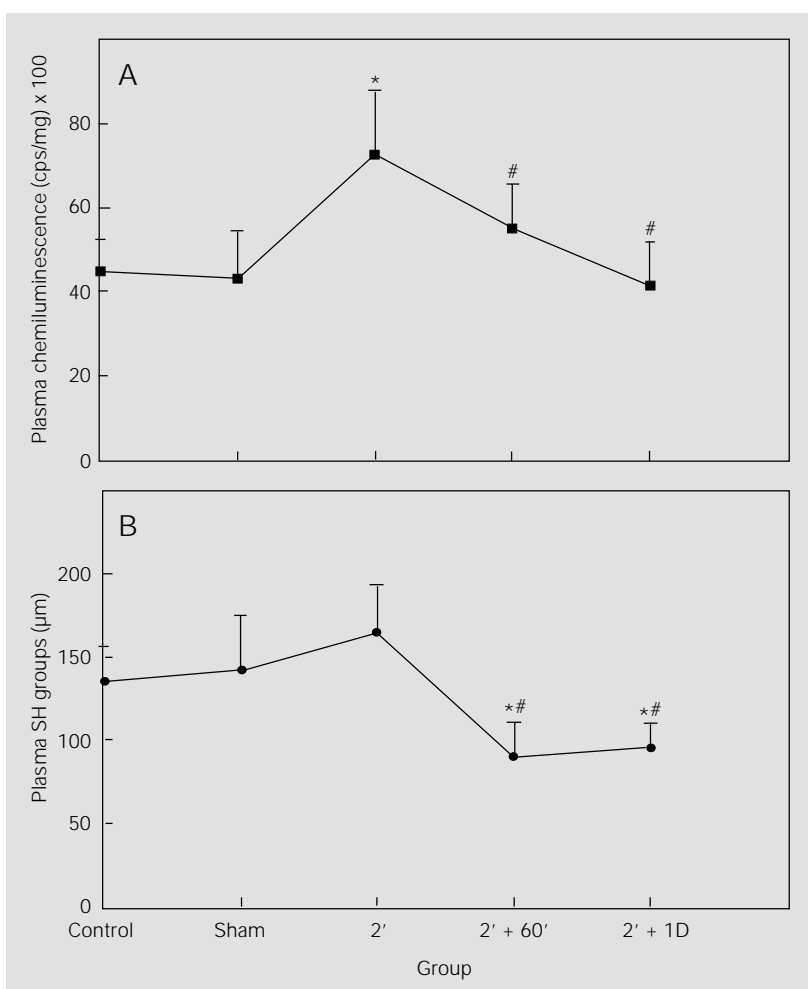 A
Plasma chemiluminescence (cps/mg) x 100
80
60
40
20
0
*
#
#
B
Plasma SH groups (µm)
200
150
100
50
0
*#
*#
Control Sham 2′ 2′ + 60′ 2′ + 1D
Group